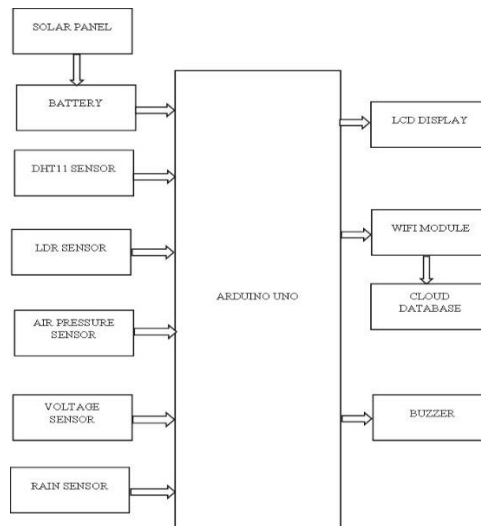 SOLAR PANEL
BATTERY
DHT11 SENSOR
LDR SENSOR
AIR PRESSURE
SENSOR
VOLTAGE
SENSOR
RAIN SENSOR
ARDUINO UNO
LCD DISPLAY
WIFI MODULE
CLOUD
DATABASE
BUZZER